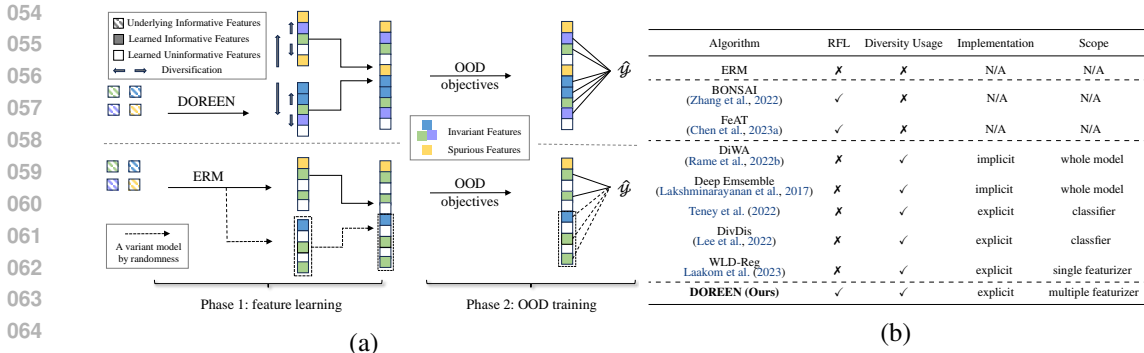 054
055
056
057
058
059
060
061
062
063
064
Underlying Informative Features
Learned Informative Features
Learned Uninformative Features
Diversification
DOREEN
OOD
objectives
ŷ
Invariant Features
Spurious Features
ERM
OOD
objectives
ŷ
A variant model
by randomness
Phase 1: feature learning
Phase 2: OOD training
(a)
Algorithm RFL Diversity Usage Implementation Scope
ERM ✗ ✗ N/A N/A
BONSAI
(Zhang et al., 2022) ✓ ✗ N/A N/A
FeAT
(Chen et al., 2023a) ✓ ✗ N/A N/A
DiWA
(Rame et al., 2022b) ✗ ✓ implicit whole model
Deep Emsemble
(Lakshminarayanan et al., 2017) ✗ ✓ implicit whole model
Teney et al. (2022) ✗ ✓ explicit classifier
DivDis
(Lee et al., 2022) ✗ ✓ explicit classfier
WLD-Reg
Laakom et al. (2023) ✗ ✓ explicit single featurizer
DOREEN (Ours) ✓ ✓ explicit multiple featurizer
(b)